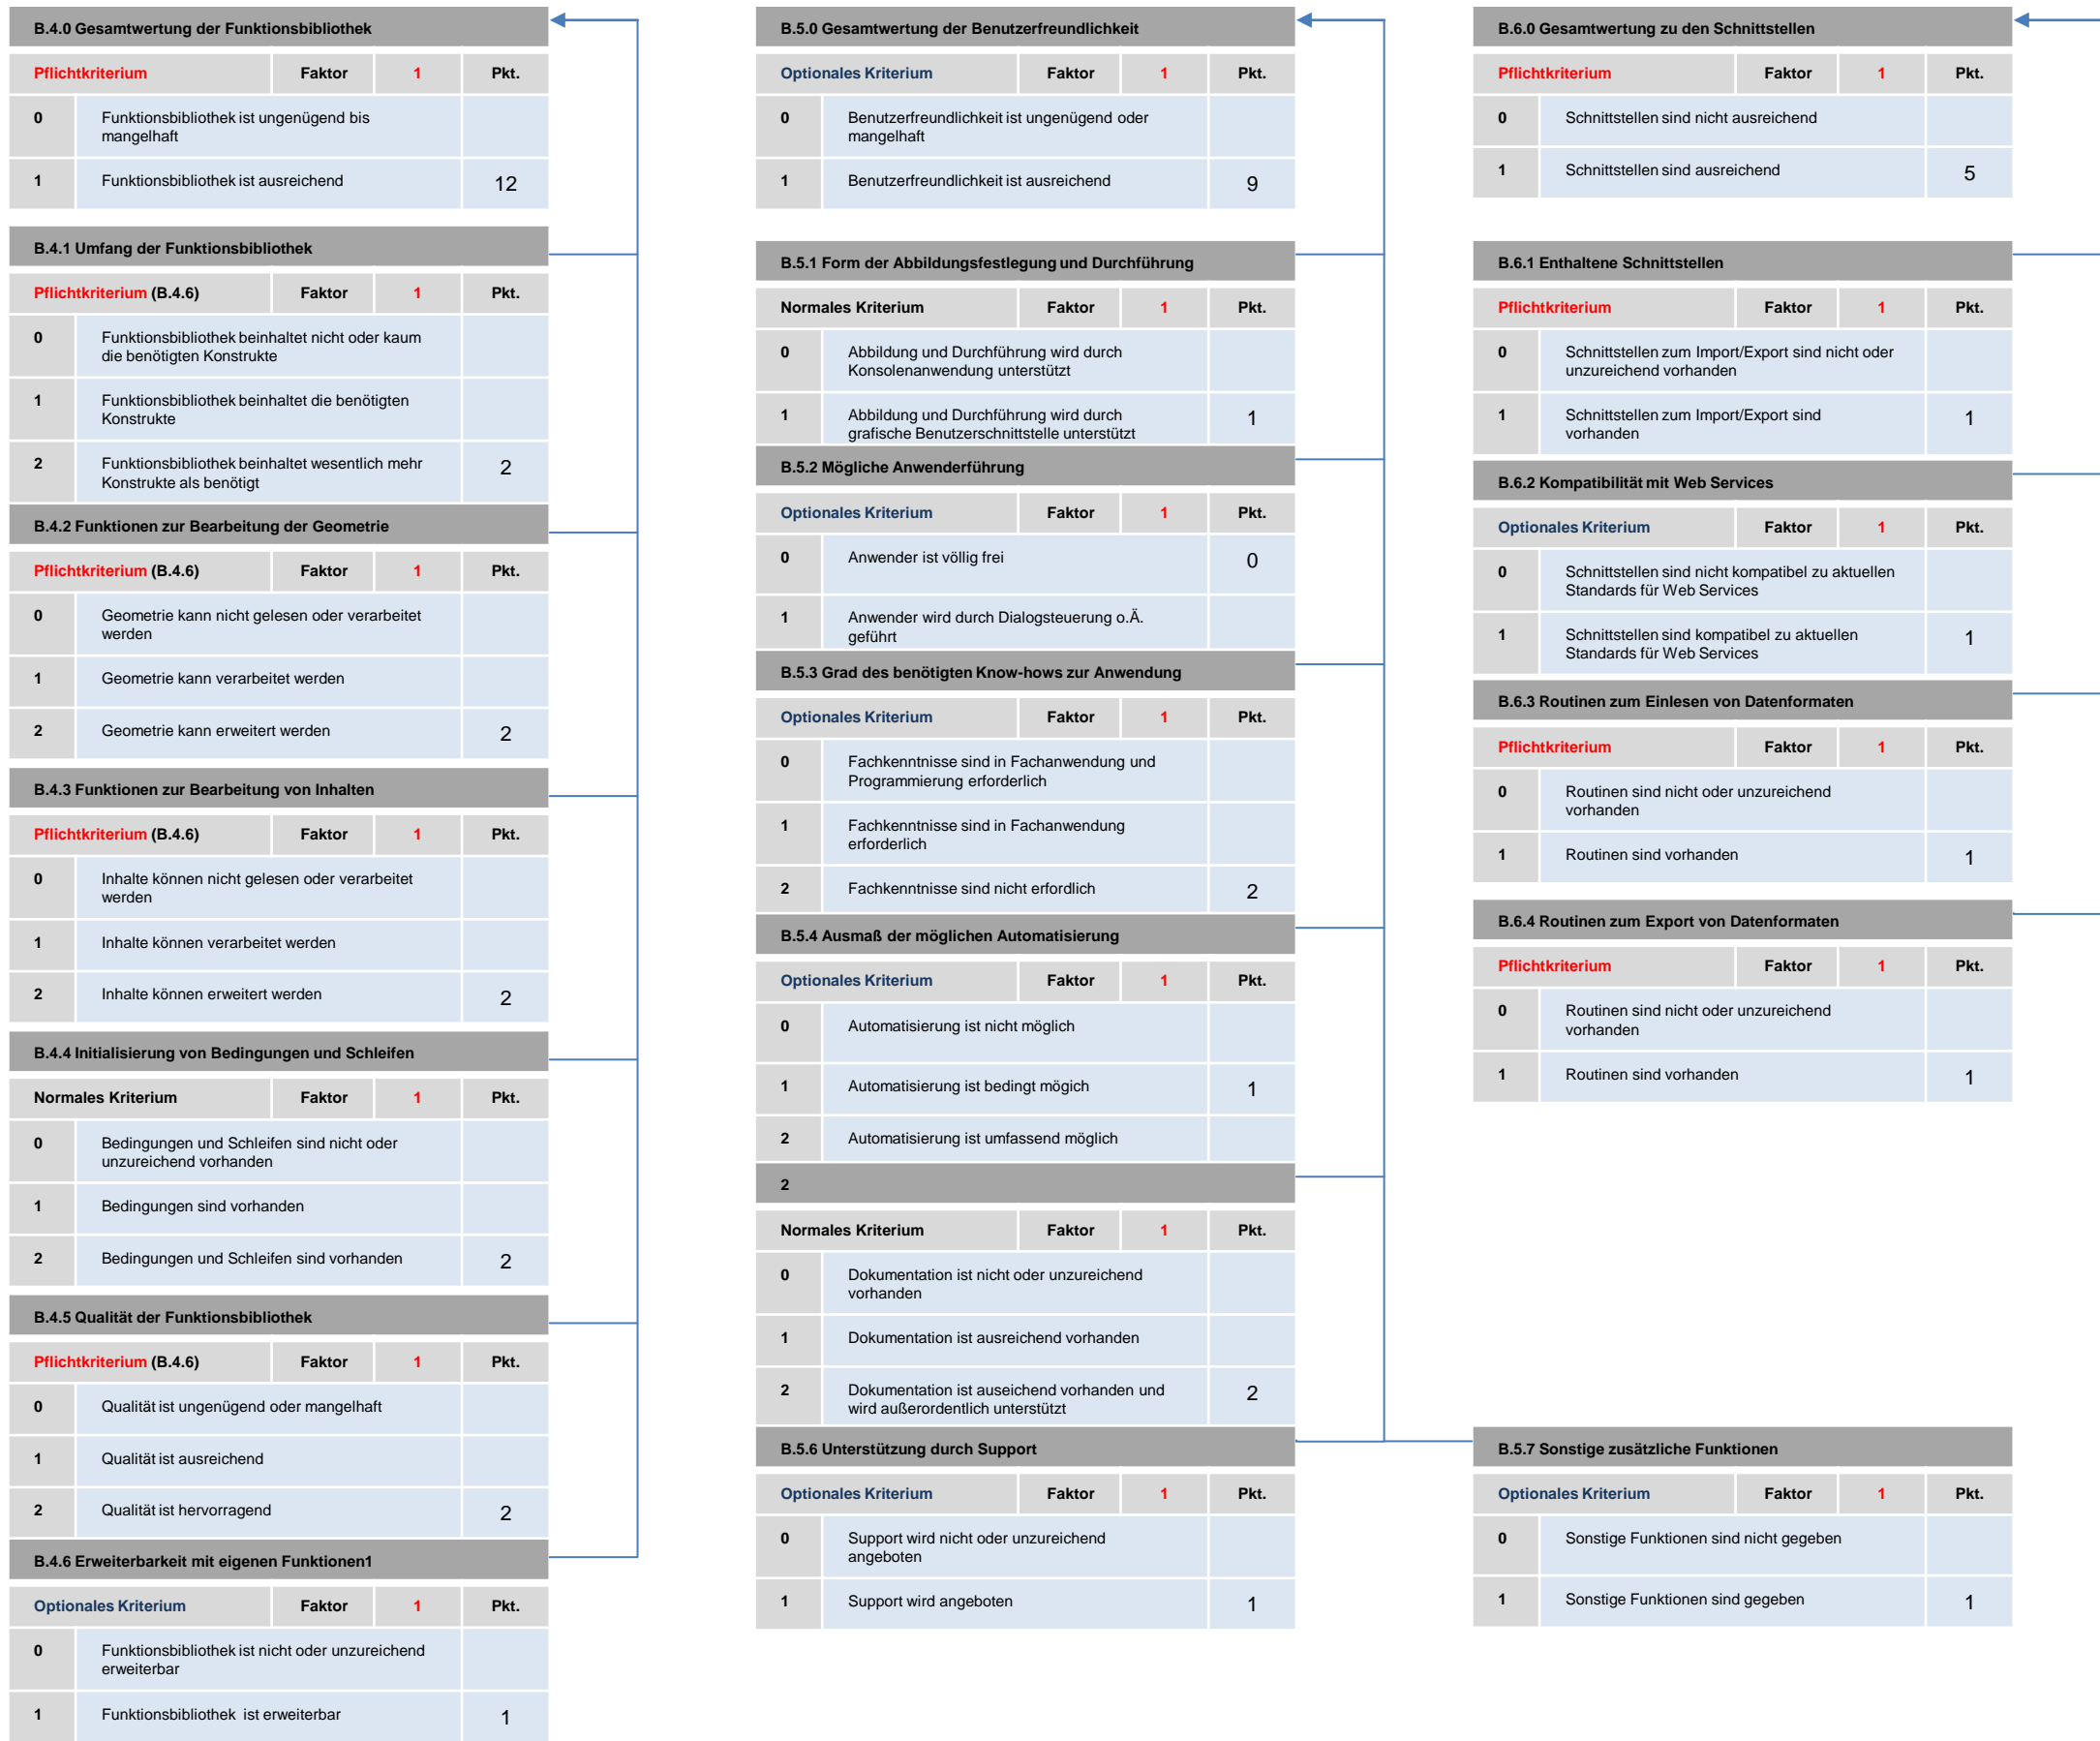 B.4.0 Gesamtwertung der Funktionsbibliothek
Pflichtkriterium Faktor 1 Pkt.
0 Funktionsbibliothek ist ungenügend bis
mangelhaft
1 Funktionsbibliothek ist ausreichend 12
B.4.1 Umfang der Funktionsbibliothek
Pflichtkriterium (B.4.6) Faktor 1 Pkt.
0 Funktionsbibliothek beinhaltet nicht oder kaum
die benötigten Konstrukte
1 Funktionsbibliothek beinhaltet die benötigten
Konstrukte
2 Funktionsbibliothek beinhaltet wesentlich mehr
Konstrukte als benötigt 2
B.4.2 Funktionen zur Bearbeitung der Geometrie
Pflichtkriterium (B.4.6) Faktor 1 Pkt.
0 Geometrie kann nicht gelesen oder verarbeitet
werden
1 Geometrie kann verarbeitet werden
2 Geometrie kann erweitert werden 2
B.4.3 Funktionen zur Bearbeitung von Inhalten
Pflichtkriterium (B.4.6) Faktor 1 Pkt.
0 Inhalte können nicht gelesen oder verarbeitet
werden
1 Inhalte können verarbeitet werden
2 Inhalte können erweitert werden 2
B.4.4 Initialisierung von Bedingungen und Schleifen
Normales Kriterium Faktor 1 Pkt.
0 Bedingungen und Schleifen sind nicht oder
unzureichend vorhanden
1 Bedingungen sind vorhanden
2 Bedingungen und Schleifen sind vorhanden 2
B.4.5 Qualität der Funktionsbibliothek
Pflichtkriterium (B.4.6) Faktor 1 Pkt.
0 Qualität ist ungenügend oder mangelhaft
1 Qualität ist ausreichend
2 Qualität ist hervorragend 2
B.4.6 Erweiterbarkeit mit eigenen Funktionen1
Optionales Kriterium Faktor 1 Pkt.
0 Funktionsbibliothek ist nicht oder unzureichend
erweiterbar
1 Funktionsbibliothek ist erweiterbar 1
B.5.0 Gesamtwertung der Benutzerfreundlichkeit
Optionales Kriterium Faktor 1 Pkt.
0 Benutzerfreundlichkeit ist ungenügend oder
mangelhaft
1 Benutzerfreundlichkeit ist ausreichend 9
B.5.1 Form der Abbildungsfestlegung und Durchführung
Normales Kriterium Faktor 1 Pkt.
0 Abbildung und Durchführung wird durch
Konsolenanwendung unterstützt
1 Abbildung und Durchführung wird durch
grafische Benutzerschnittstelle unterstützt 1
B.5.2 Mögliche Anwenderführung
Optionales Kriterium Faktor 1 Pkt.
0 Anwender ist völlig frei 0
1 Anwender wird durch Dialogsteuerung o.Ä.
geführt
B.5.3 Grad des benötigten Know-hows zur Anwendung
Optionales Kriterium Faktor 1 Pkt.
0 Fachkenntnisse sind in Fachanwendung und
Programmierung erforderlich
1 Fachkenntnisse sind in Fachanwendung
erforderlich
2 Fachkenntnisse sind nicht erfordlich 2
B.5.4 Ausmaß der möglichen Automatisierung
Optionales Kriterium Faktor 1 Pkt.
0 Automatisierung ist nicht möglich
1 Automatisierung ist bedingt mögich 1
2 Automatisierung ist umfassend möglich
2
Normales Kriterium Faktor 1 Pkt.
0 Dokumentation ist nicht oder unzureichend
vorhanden
1 Dokumentation ist ausreichend vorhanden
2 Dokumentation ist auseichend vorhanden und
wird außerordentlich unterstützt 2
B.5.6 Unterstützung durch Support
Optionales Kriterium Faktor 1 Pkt.
0 Support wird nicht oder unzureichend
angeboten
1 Support wird angeboten 1
B.6.0 Gesamtwertung zu den Schnittstellen
Pflichtkriterium Faktor 1 Pkt.
0 Schnittstellen sind nicht ausreichend
1 Schnittstellen sind ausreichend 5
B.6.1 Enthaltene Schnittstellen
Pflichtkriterium Faktor 1 Pkt.
0 Schnittstellen zum Import/Export sind nicht oder
unzureichend vorhanden
1 Schnittstellen zum Import/Export sind
vorhanden 1
B.6.2 Kompatibilität mit Web Services
Optionales Kriterium Faktor 1 Pkt.
0 Schnittstellen sind nicht kompatibel zu aktuellen
Standards für Web Services
1 Schnittstellen sind kompatibel zu aktuellen
Standards für Web Services 1
B.6.3 Routinen zum Einlesen von Datenformaten
Pflichtkriterium Faktor 1 Pkt.
0 Routinen sind nicht oder unzureichend
vorhanden
1 Routinen sind vorhanden 1
B.6.4 Routinen zum Export von Datenformaten
Pflichtkriterium Faktor 1 Pkt.
0 Routinen sind nicht oder unzureichend
vorhanden
1 Routinen sind vorhanden 1
B.5.7 Sonstige zusätzliche Funktionen
Optionales Kriterium Faktor 1 Pkt.
0 Sonstige Funktionen sind nicht gegeben
1 Sonstige Funktionen sind gegeben 1